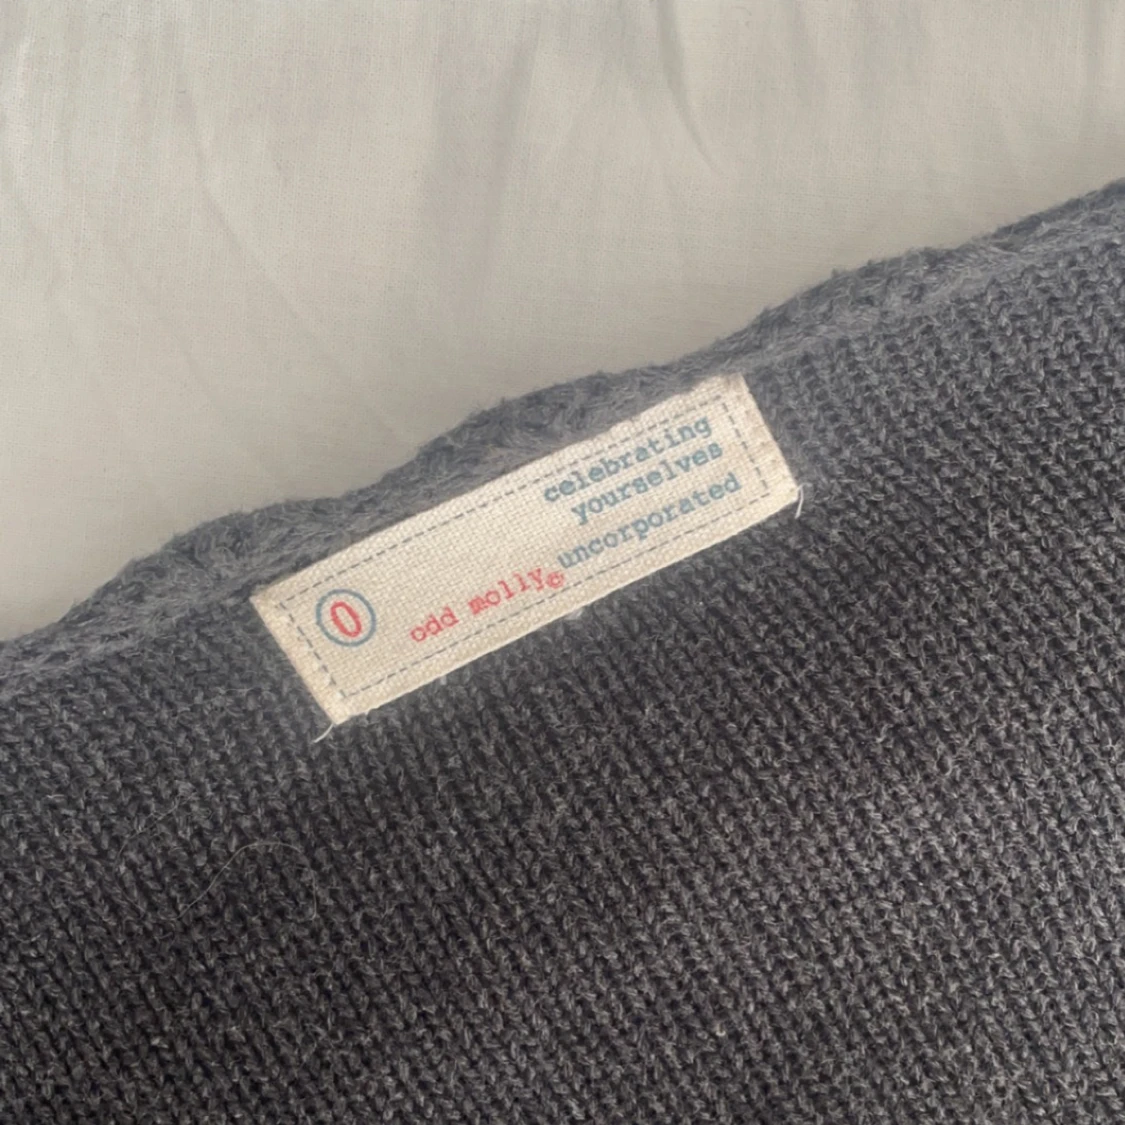 celebrating
yourselves
uncorporated
odd molly©
0